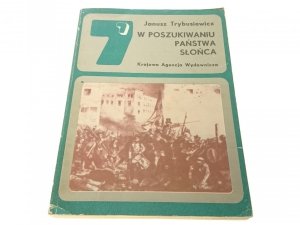 7
Janusz Trybusiewicz
W POSZUKIWANIU
PAŃSTWA
SŁOŃCA
Krajowa Agencja Wydawnicza